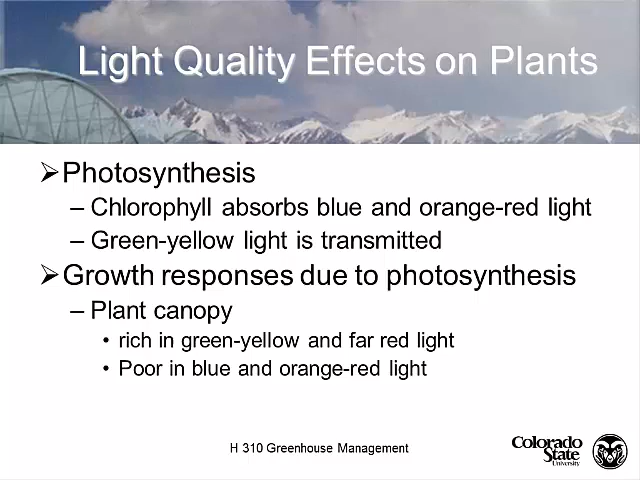 Light Quality Effects on Plants
➢Photosynthesis
– Chlorophyll absorbs blue and orange-red light
– Green-yellow light is transmitted
➢Growth responses due to photosynthesis
– Plant canopy
• rich in green-yellow and far red light
• Poor in blue and orange-red light
H 310 Greenhouse Management
Colorado
State
University